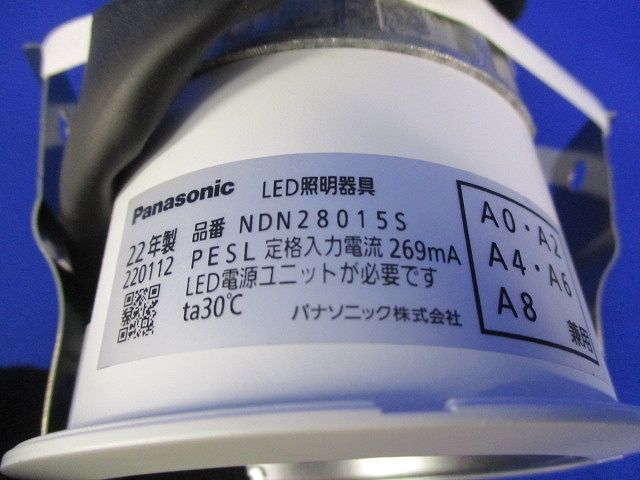 Panasonic LED照明器具
22年製 品番 NDN28015S
220112 PESL 定格入力電流 269mA
LED電源ユニットが必要です
ta30℃ パナソニック株式会社
A0・A2
A4・A6
A8
兼用